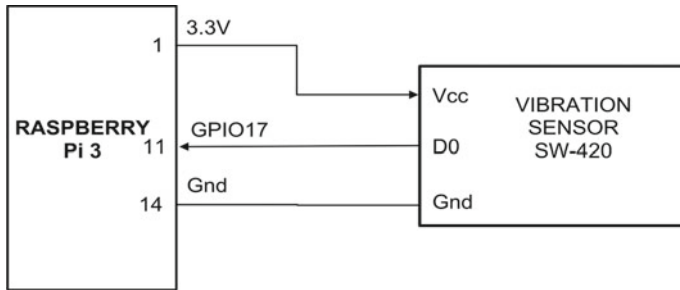 3.3V
1
Vcc
VIBRATION
SENSOR
SW-420
RASPBERRY
Pi 3
11
GPIO17
D0
14
Gnd
Gnd